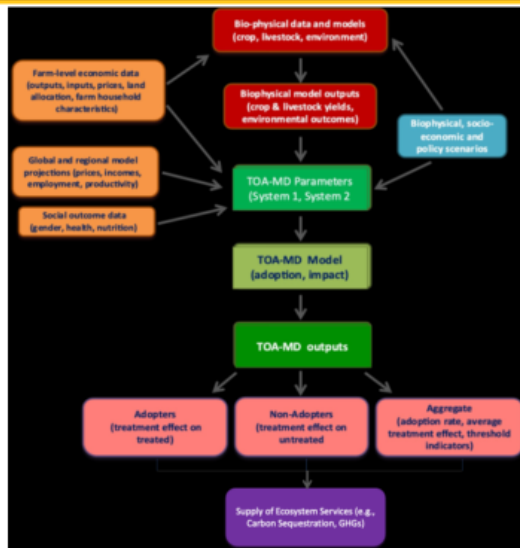 Bio-physical data and models
(crop, livestock, environment)
Farm-level economic data
(outputs, inputs, prices, land
allocation, farm household
characteristics)
Biophysical model outputs
(crop & livestock yields,
environmental outcomes)
Biophysical, socio-
economic and
policy scenarios
Global and regional model
projections (prices, incomes,
employment, productivity)
TOA-MD Parameters
(System 1, System 2
Social outcome data
(gender, health, nutrition)
TOA-MD Model
(adoption, impact)
TOA-MD outputs
Adopters
(treatment effect on
treated)
Non-Adopters
(treatment effect on
untreated
Aggregate
(adoption rate, average
treatment effect, threshold
indicators)
Supply of Ecosystem Services (e.g.,
Carbon Sequestration, GHGs)